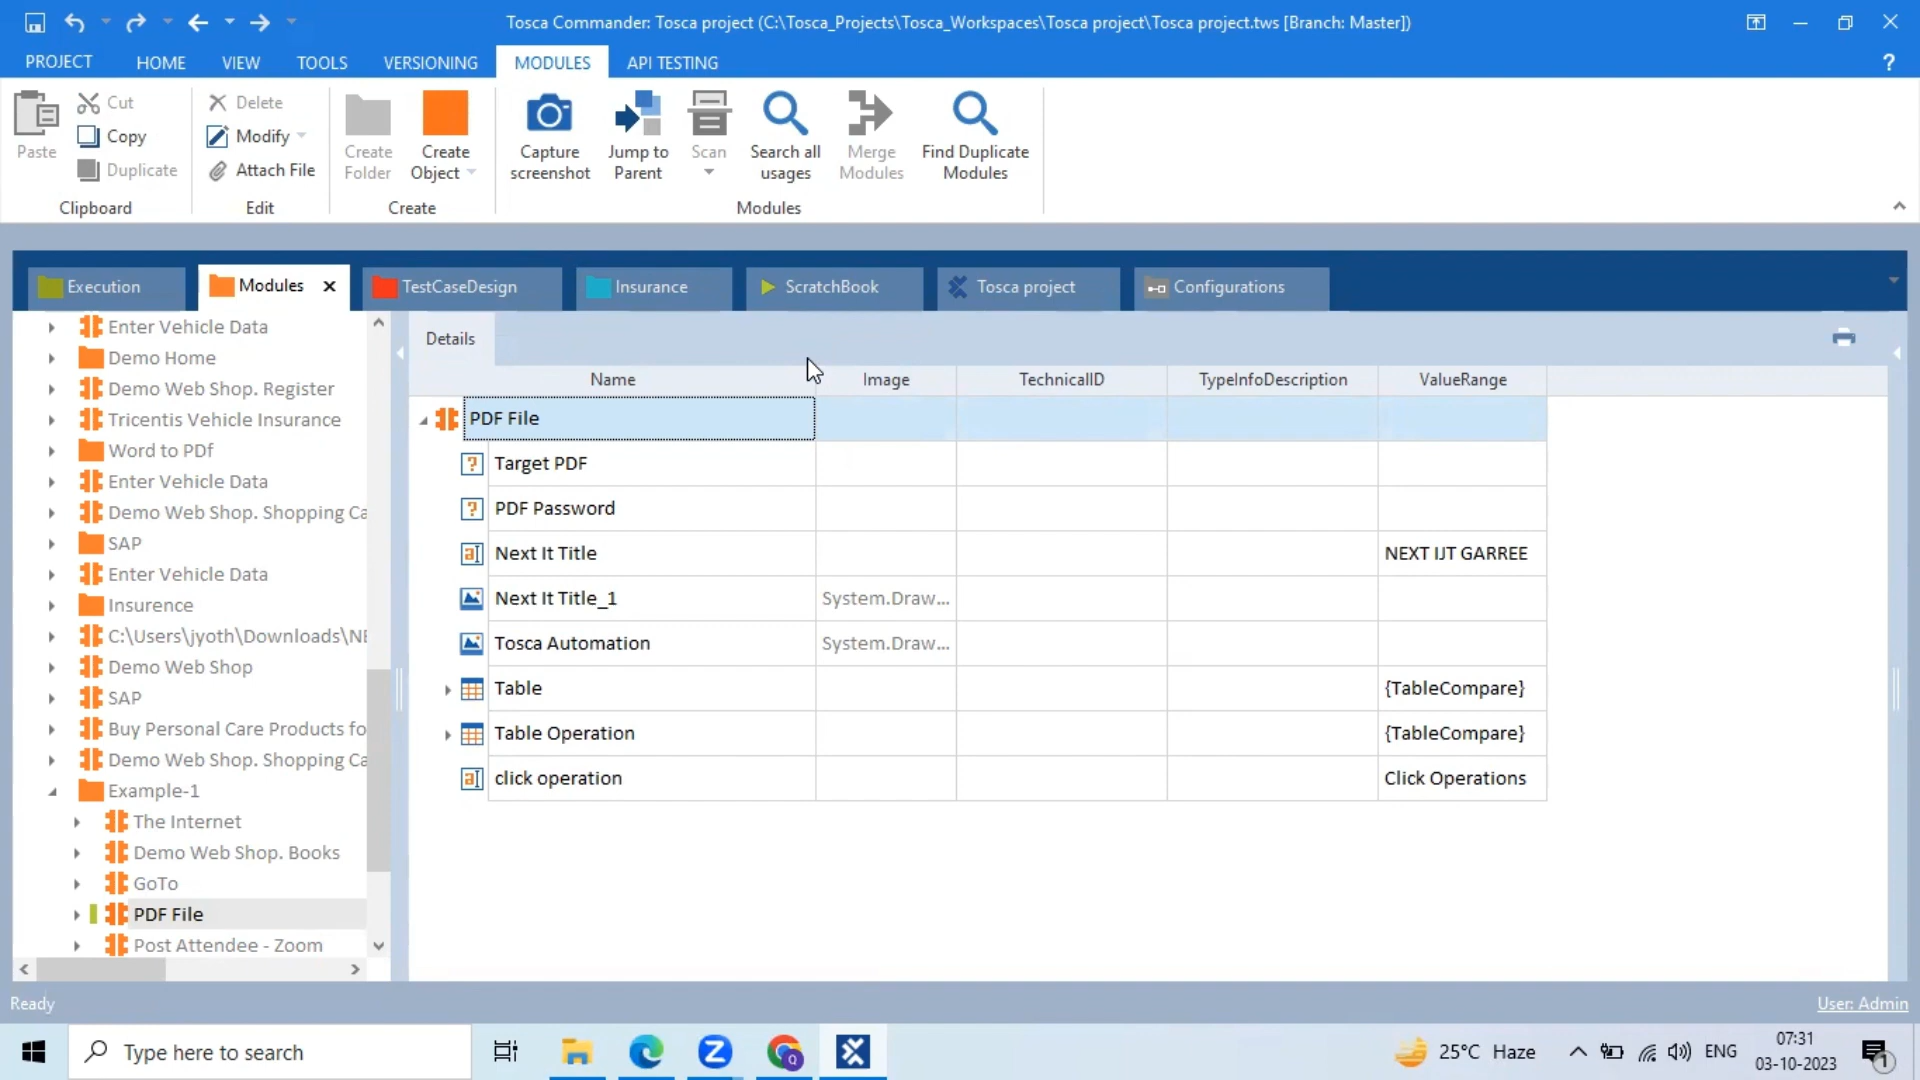 Tosca Commander: Tosca project (C:\Tosca_Projects\Tosca_Workspaces\Tosca project\Tosca project.tws [Branch: Master])
PROJECT HOME VIEW TOOLS VERSIONING MODULES API TESTING ?
Paste Cut Copy Duplicate
Clipboard
Delete Modify Attach File
Edit
Create Folder Create Object
Create
Capture screenshot Jump to Parent Scan Search all usages Merge Modules Find Duplicate Modules
Modules
Execution Modules TestCaseDesign Insurance ScratchBook Tosca project Configurations
Enter Vehicle Data
Demo Home
Demo Web Shop. Register
Tricentis Vehicle Insurance
Word to PDf
Enter Vehicle Data
Demo Web Shop. Shopping Ca
SAP
Enter Vehicle Data
Insurence
C:\Users\jyoth\Downloads\NE
Demo Web Shop
SAP
Buy Personal Care Products fo
Demo Web Shop. Shopping Ca
Example-1
The Internet
Demo Web Shop. Books
GoTo
PDF File
Post Attendee - Zoom
Details
Name Image TechnicalID TypeInfoDescription ValueRange
PDF File
Target PDF
PDF Password
Next It Title NEXT IJT GARREE
Next It Title_1 System.Draw...
Tosca Automation System.Draw...
Table {TableCompare}
Table Operation {TableCompare}
click operation Click Operations
Ready User: Admin
Type here to search 25°C Haze ENG 07:31
03-10-2023 1